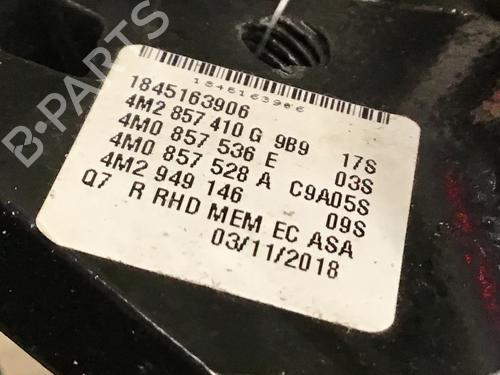 1845163906
1845163906
4M2 857 410 G 9B9 17S
4M0 857 536 E 03S
4M0 857 528 A C9A05S
4M2 949 146 09S
Q7 R RHD MEM EC ASA
03/11/2018
B-PARTS